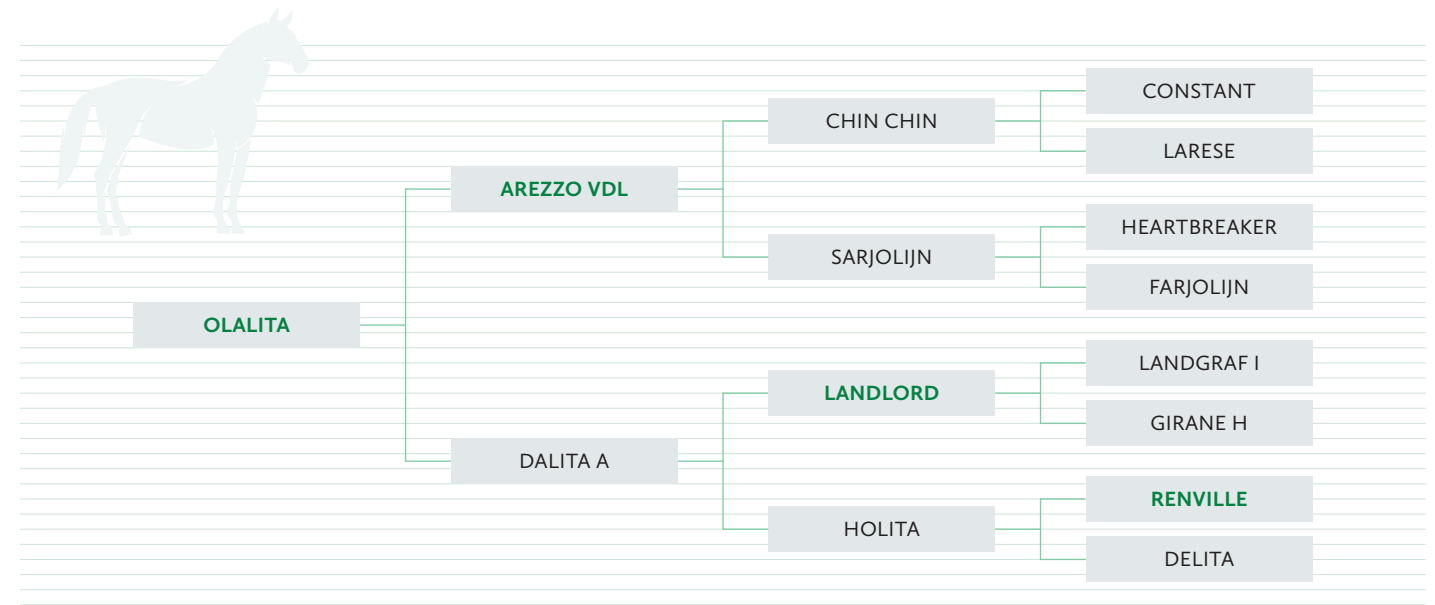 CONSTANT
CHIN CHIN
LARESE
AREZZO VDL
HEARTBREAKER
SARJOLIJN
FARJOLIJN
OLALITA
LANDGRAF I
LANDLORD
GIRANE H
DALITA A
RENVILLE
HOLITA
DELITA